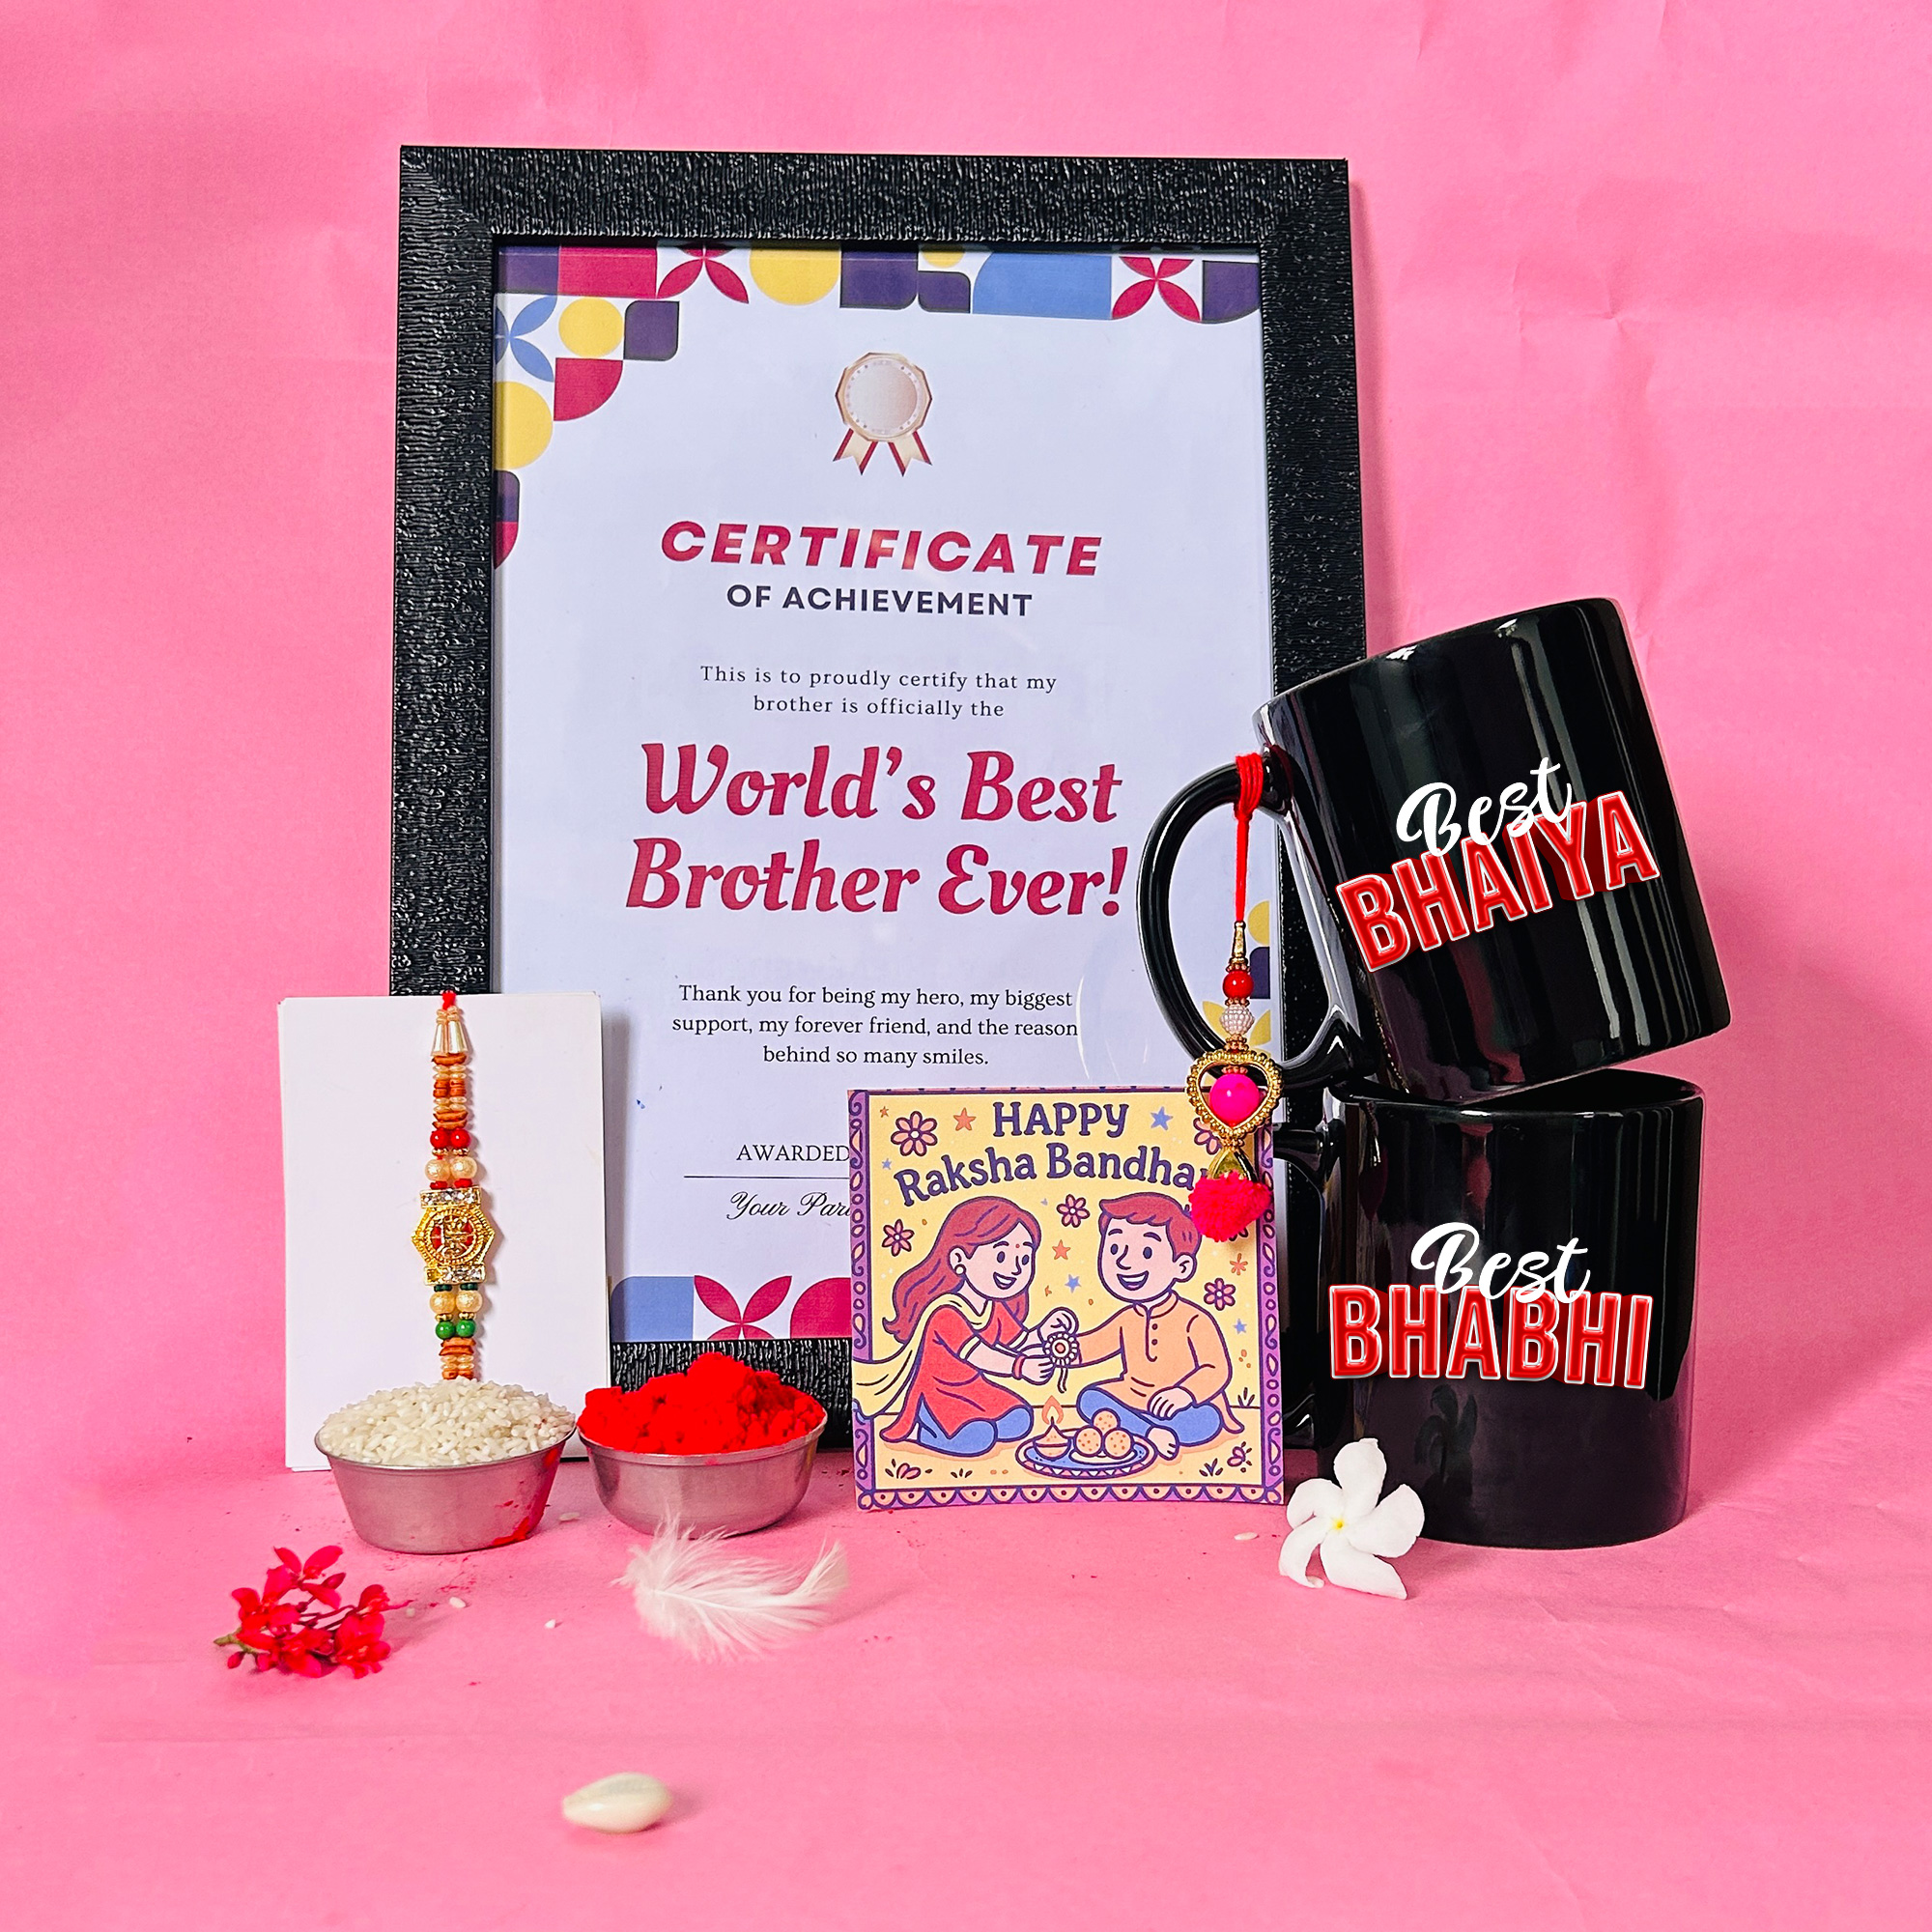 CERTIFICATE
OF ACHIEVEMENT
This is to proudly certify that my
brother is officially the
World's Best
Brother Ever!
Thank you for being my hero, my biggest
support, my forever friend, and the reason
behind so many smiles.
AWARDED
Your
HAPPY
Raksha
Best
BHAIYA
Best
BHABHI